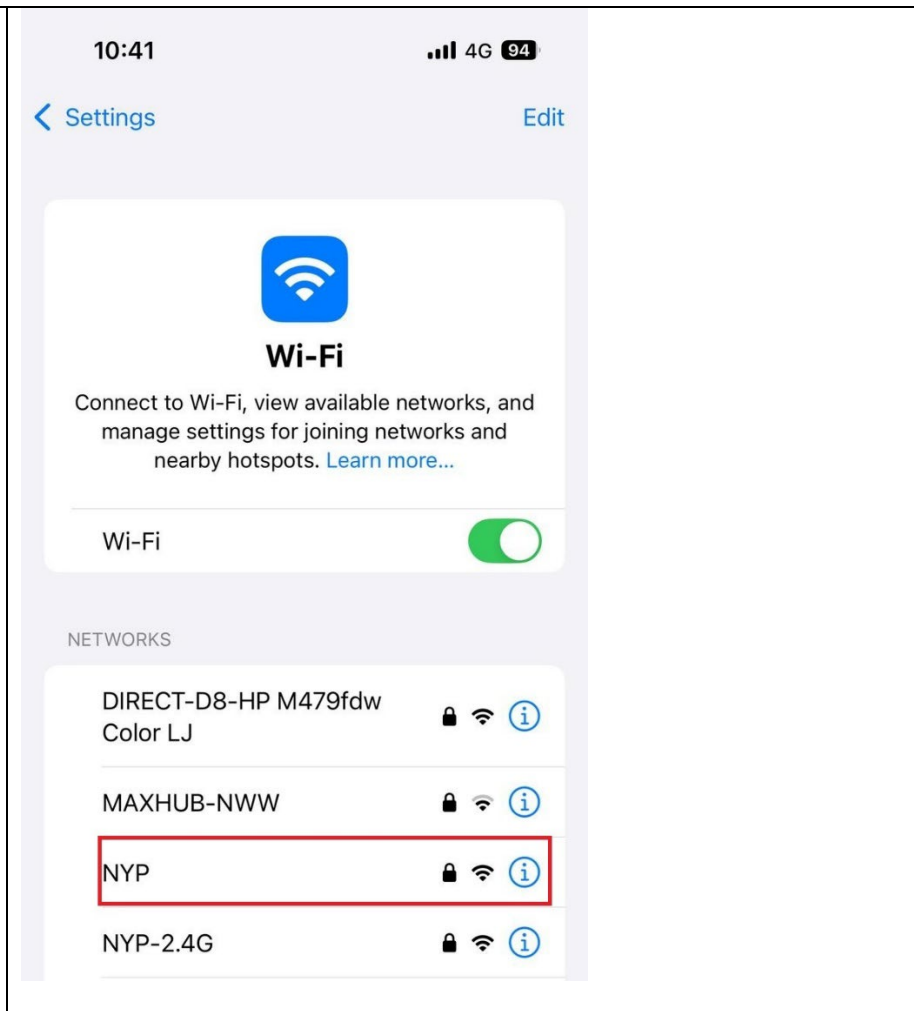 10:41 4G 94
Settings Edit
Wi-Fi
Connect to Wi-Fi, view available networks, and
manage settings for joining networks and
nearby hotspots. Learn more...
Wi-Fi
NETWORKS
DIRECT-D8-HP M479fdw
Color LJ
MAXHUB-NWW
NYP
NYP-2.4G